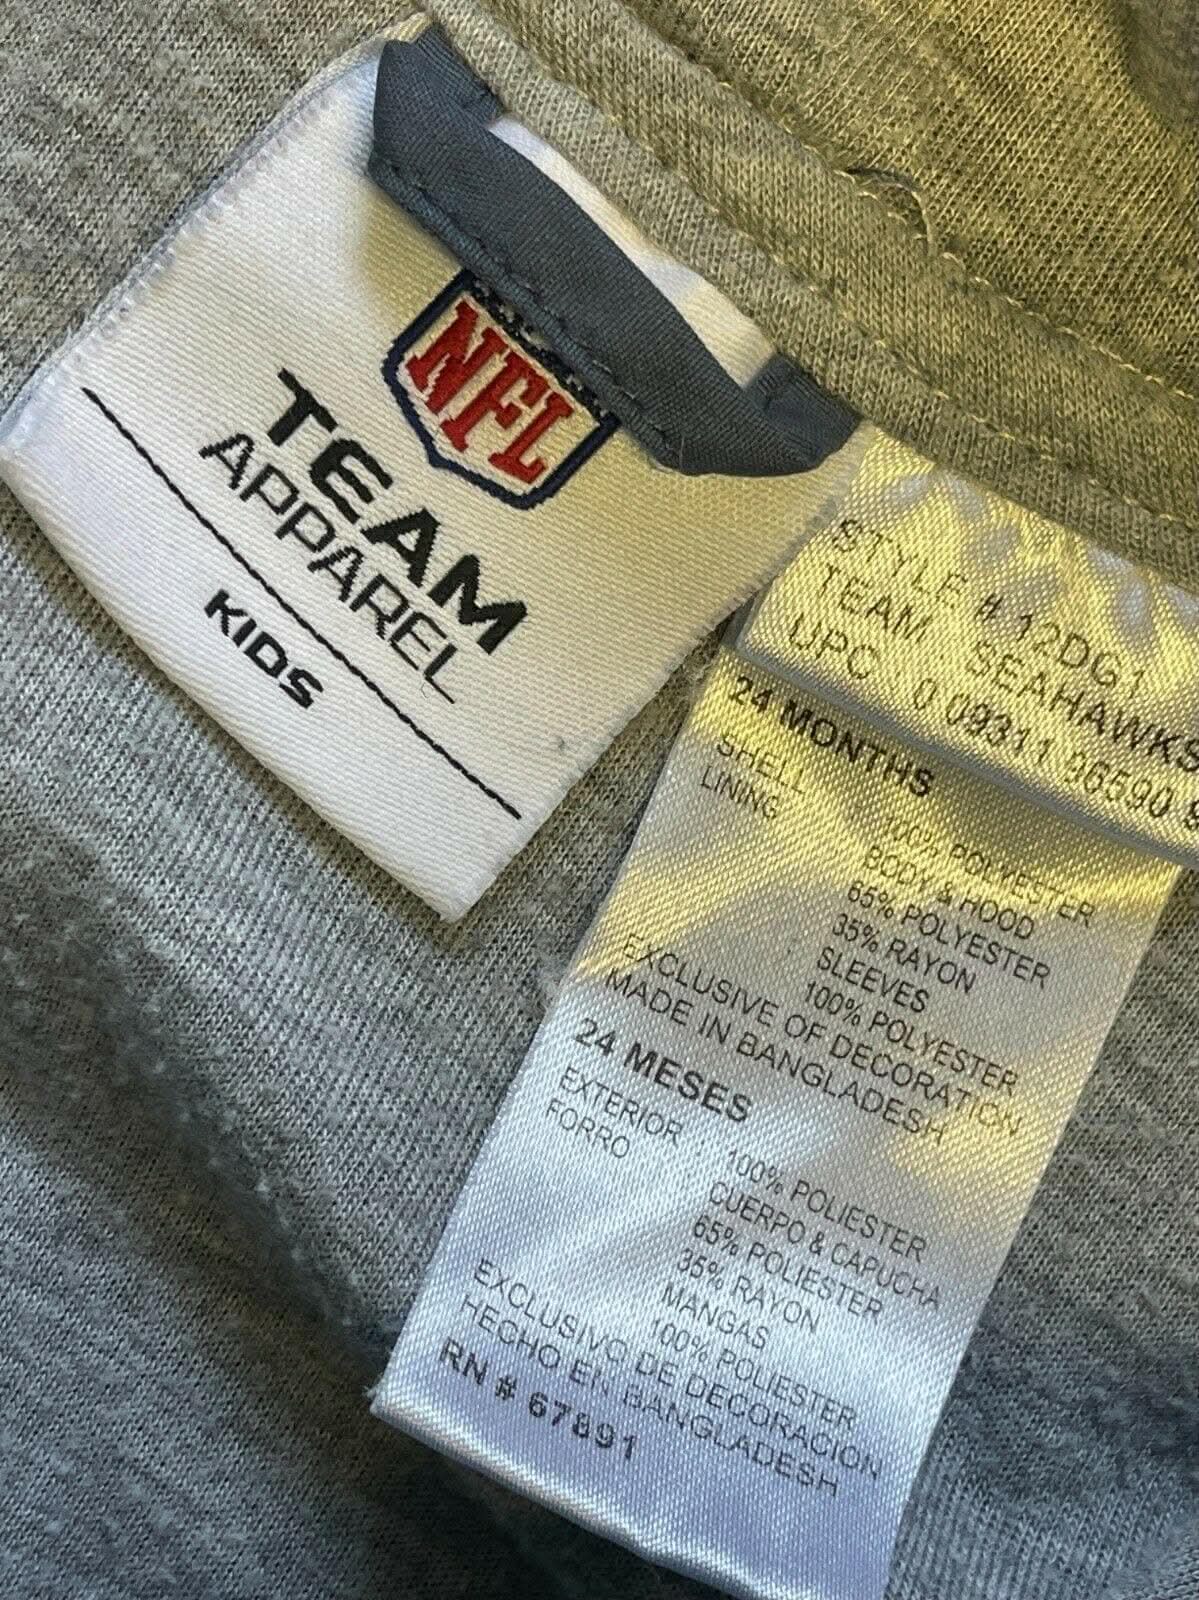 NFL
TEAM
APPAREL
KIDS
STYLE # 12DG1
TEAM SEAHAWKS
UPC 0 09311 96590
24 MONTHS
SHELL
LINING
100% POLYESTER
BODY & HOOD
65% POLYESTER
35% RAYON
SLEEVES
100% POLYESTER
EXCLUSIVE OF DECORATION
MADE IN BANGLADESH
24 MESES
EXTERIOR
FORRO
100% POLIESTER
CUERPO & CAPUCHA
65% POLIESTER
35% RAYON
MANGAS
100% POLIESTER
EXCLUSIVO DE DECORACION
HECHO EN BANGLADESH
RN # 67891